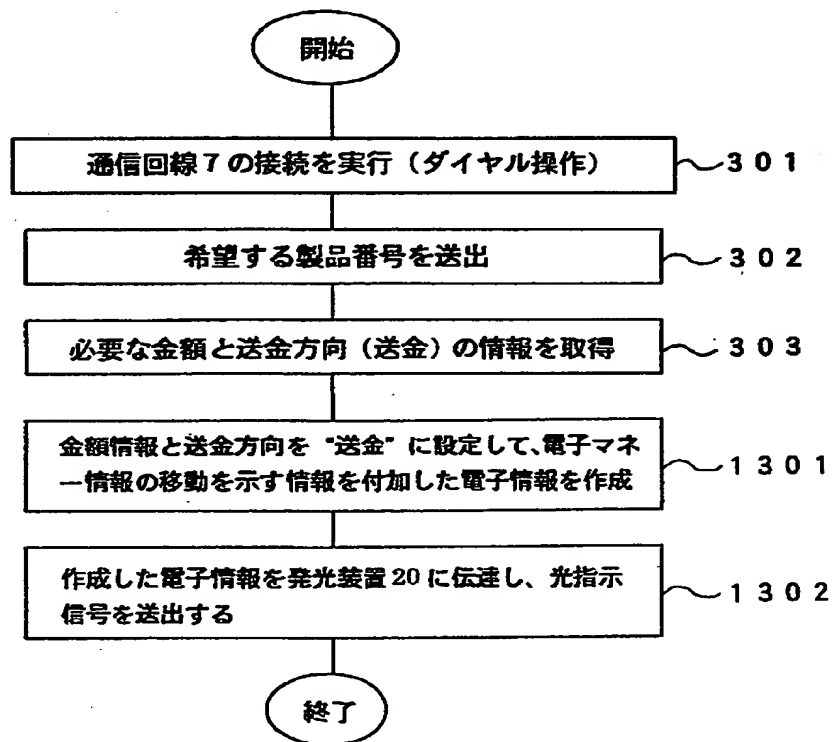 開始
通信回線7の接続を実行(ダイヤル操作) 301
希望する製品番号を送出 302
必要な金額と送金方向(送金)の情報を取得 303
金額情報と送金方向を"送金"に設定して、電子マネ
ー情報の移動を示す情報を付加した電子情報を作成 1301
作成した電子情報を発光装置20に伝達し、光指示
信号を送出する 1302
終了